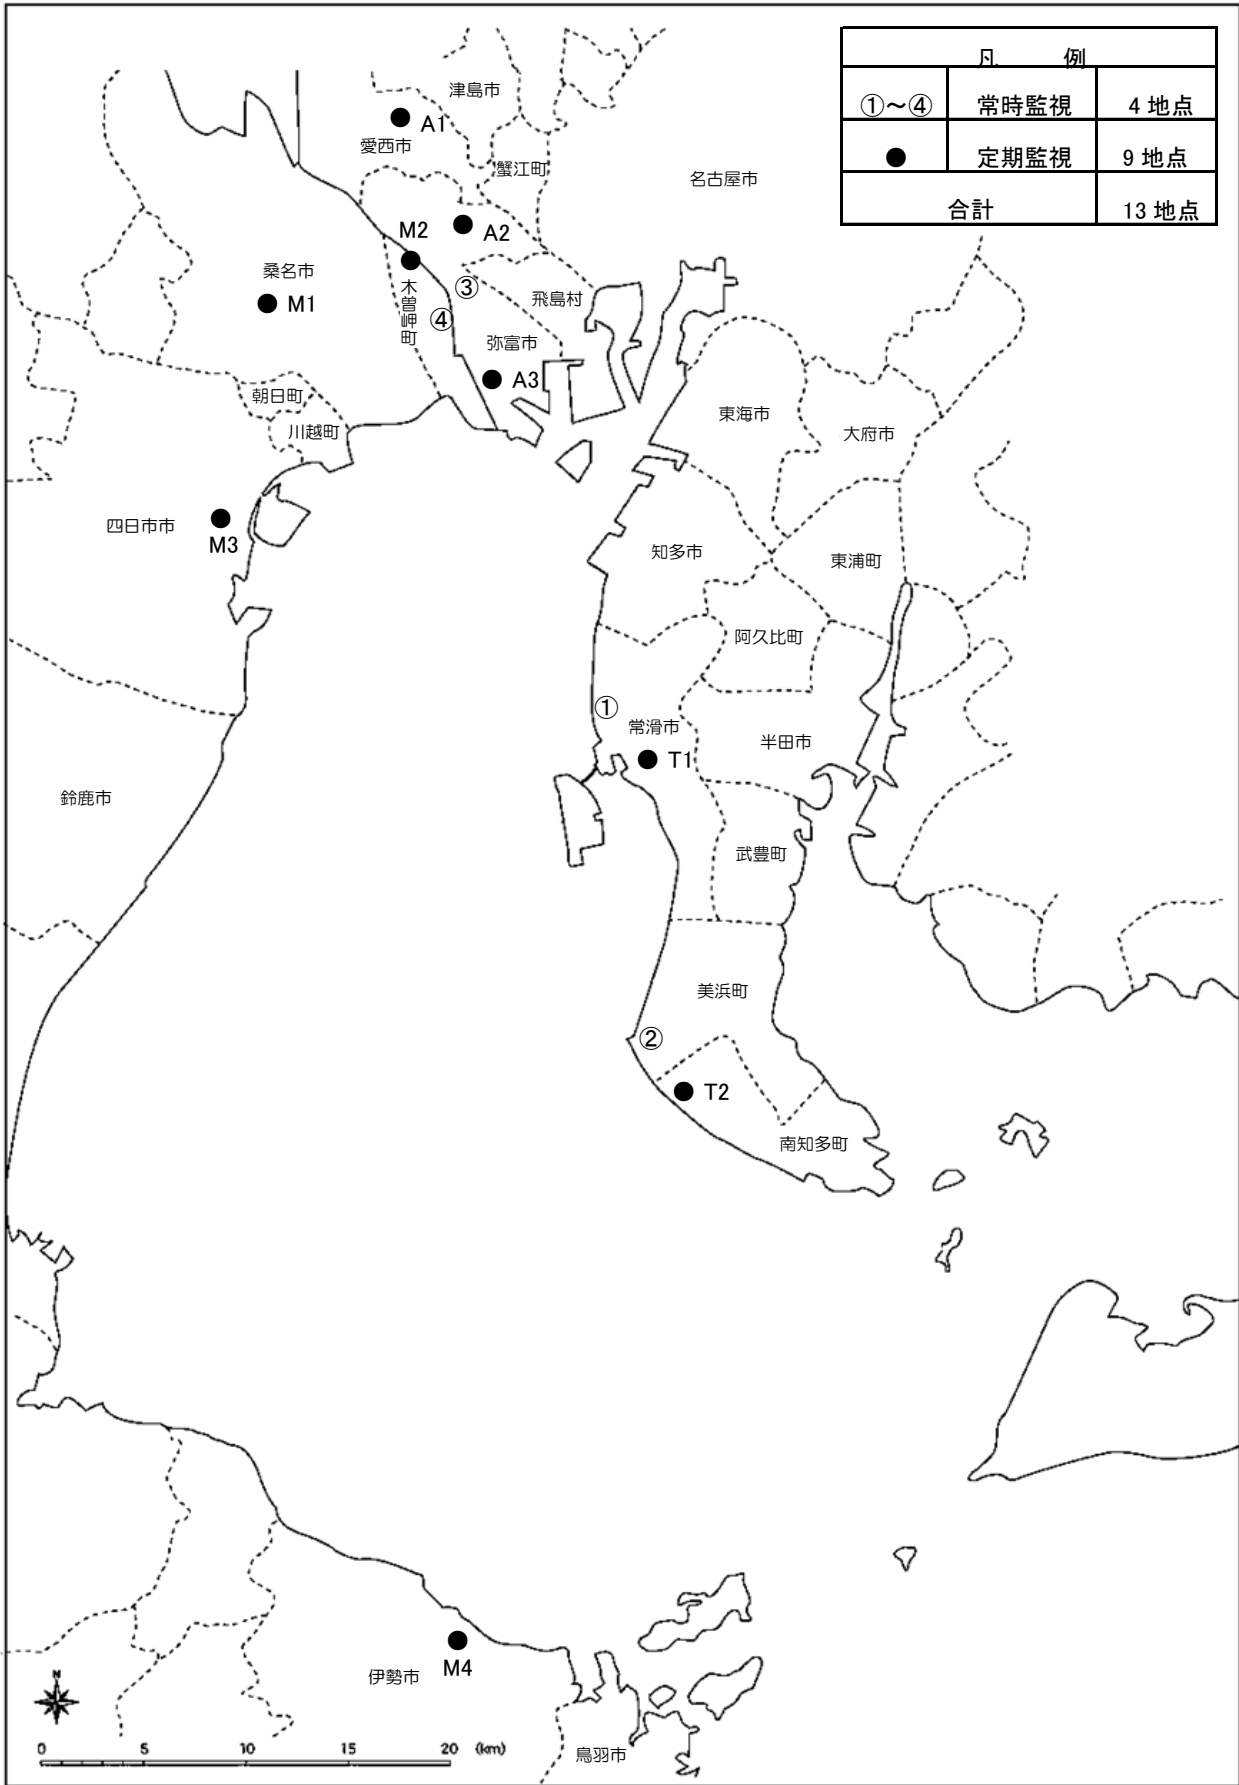 凡 例
①～④ 常時監視 4 地点
● 定期監視 9 地点
合計 13 地点
津島市
A1
愛西市
蟹江町
名古屋市
M2
A2
桑名市
M1
木曽岬町
③
飛島村
④
弥富市
A3
朝日町
川越町
東海市
大府市
四日市市
M3
知多市
東浦町
阿久比町
①
常滑市
T1
半田市
鈴鹿市
武豊町
美浜町
②
T2
南知多町
伊勢市
M4
鳥羽市
N
0 5 10 15 20 (km)